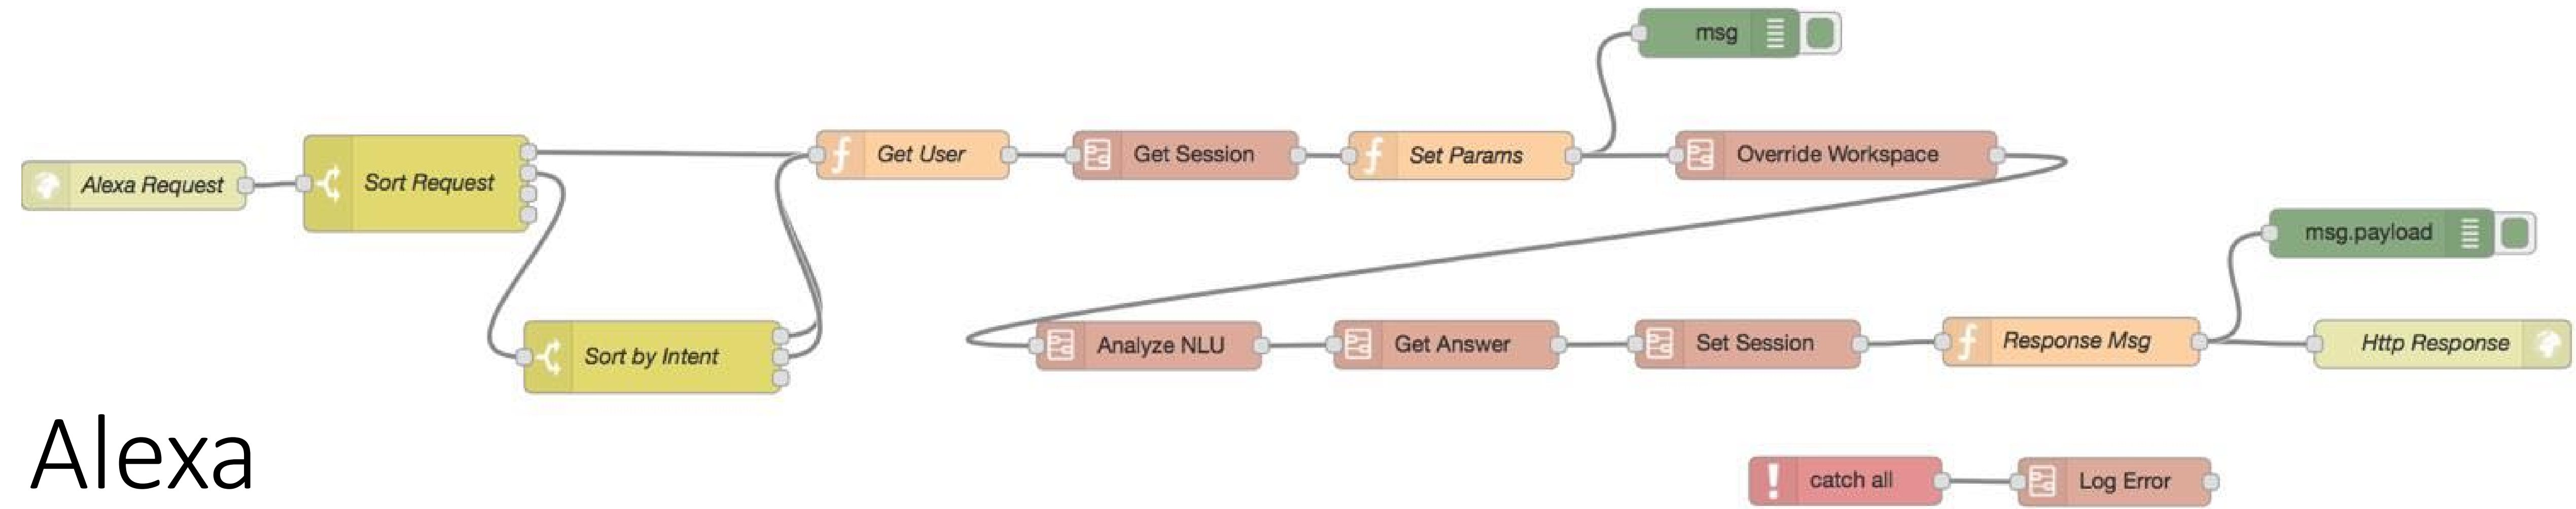 msg
Alexa Request
Sort Request
Get User
Get Session
Set Params
Override Workspace
msg.payload
Sort by Intent
Analyze NLU
Get Answer
Set Session
Response Msg
Http Response
Alexa
catch all
Log Error